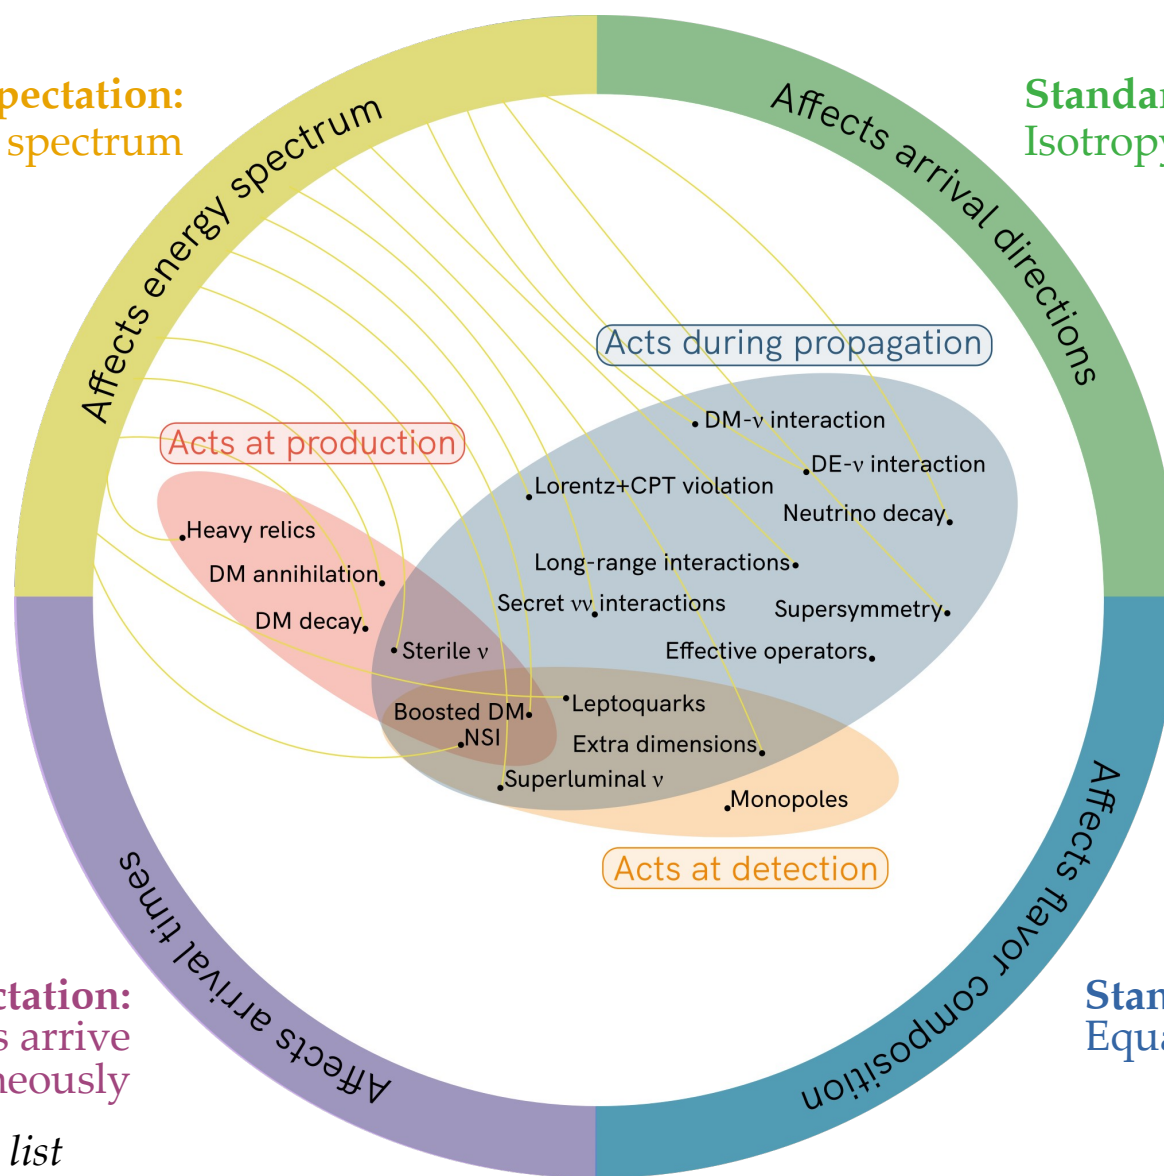 pectation:
spectrum
Standar
Isotropy
Affects energy spectrum
Affects arrival directions
Acts during propagation
DM-ν interaction
Acts at production
DE-ν interaction
Lorentz+CPT violation
Neutrino decay
Heavy relics
Long-range interactions
DM annihilation
Secret νν interactions
Supersymmetry
DM decay
Sterile ν
Effective operators
Leptoquarks
Boosted DM
NSI
Extra dimensions
Superluminal ν
Monopoles
Acts at detection
Affects arrival times
Affects flavor composition
ctation:
s arrive
neously
Stan
Equa
list